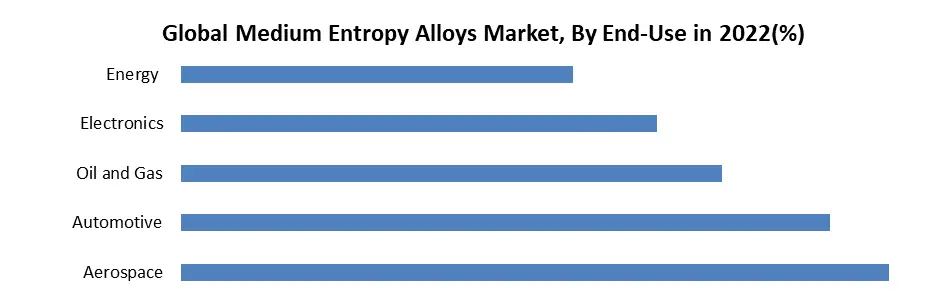 Global Medium Entropy Alloys Market, By End-Use in 2022(%)
Energy
Electronics
Oil and Gas
Automotive
Aerospace